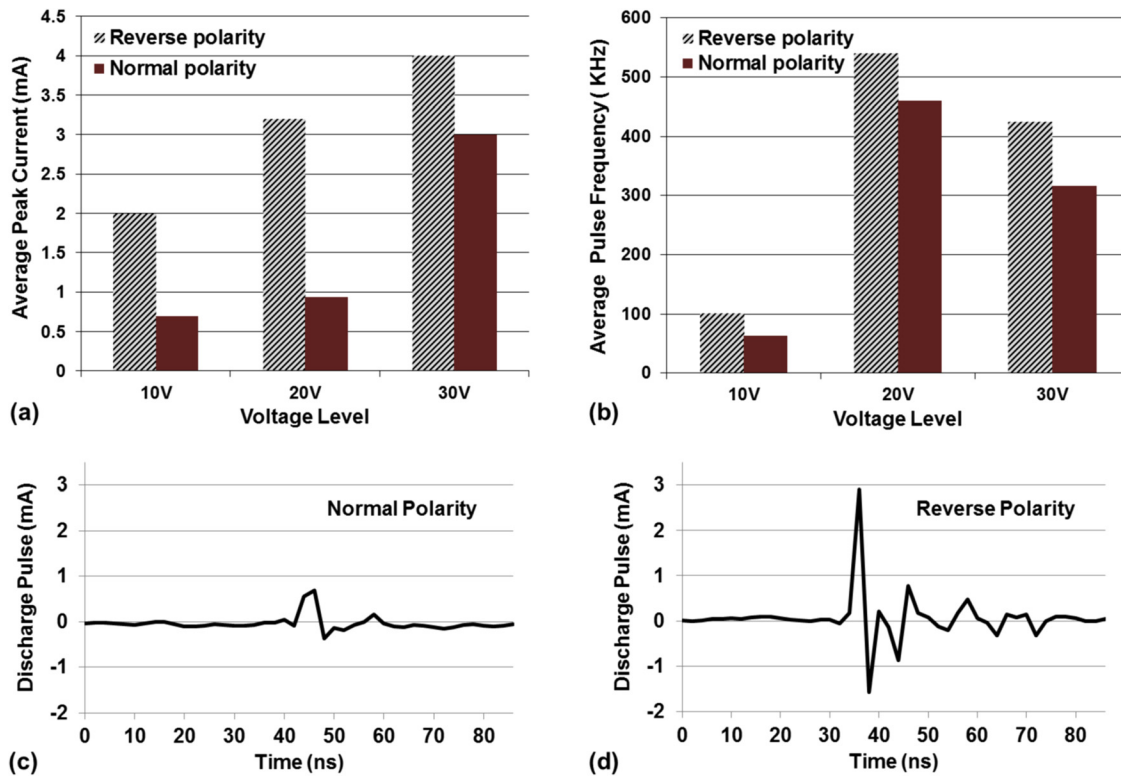 4.5
4
3.5
3
2.5
2
1.5
1
0.5
0
Average Peak Current (mA)
Reverse polarity
Normal polarity
10V 20V 30V
Voltage Level
(a)
600
500
400
300
200
100
0
Average Pulse Frequency ( KHz)
Reverse polarity
Normal polarity
10V 20V 30V
Voltage Level
(b)
3
2
1
0
-1
-2
Discharge Pulse (mA)
Normal Polarity
0 10 20 30 40 50 60 70 80
Time (ns)
(c)
3
2
1
0
-1
-2
Discharge Pulse (mA)
Reverse Polarity
0 10 20 30 40 50 60 70 80
Time (ns)
(d)